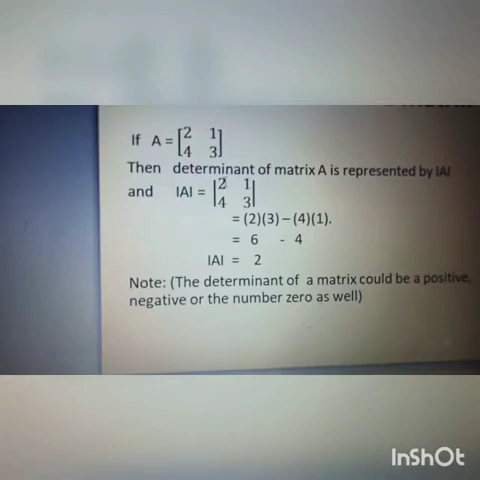 If A = [2 1
4 3]
Then determinant of matrix A is represented by IAI
and IAI = |2 1
4 3|
= (2)(3) – (4)(1).
= 6 - 4
IAI = 2
Note: (The determinant of a matrix could be a positive,
negative or the number zero as well)
InShOt